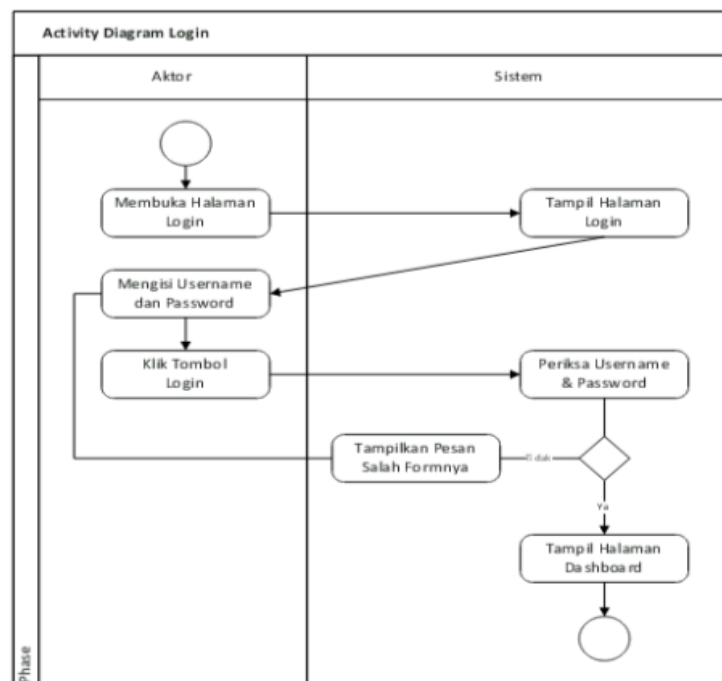 Activity Diagram Login
Aktor
Sistem
Membuka Halaman
Login
Tampil Halaman
Login
Mengisi Username
dan Password
Klik Tombol
Login
Periksa Username
& Password
Tampilkan Pesan
Salah Formnya
Tidak
Ya
Tampil Halaman
Dashboard
Phase